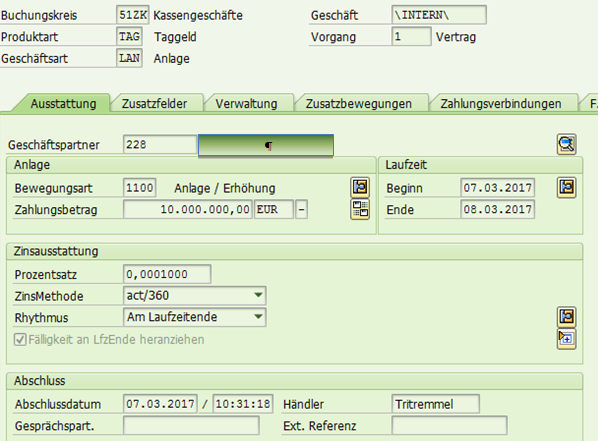 Buchungskreis 51ZK Kassengeschäfte Geschäft \INTERN\
Produktart TAG Taggeld Vorgang 1 Vertrag
Geschäftsart LAN Anlage
Ausstattung Zusatzfelder Verwaltung Zusatzbewegungen Zahlungsverbindungen
Geschäftspartner 228 ¶
Anlage Laufzeit
Bewegungsart 1100 Anlage / Erhöhung Beginn 07.03.2017
Zahlungsbetrag 10.000.000,00 EUR - Ende 08.03.2017
Zinsausstattung
Prozentsatz 0,0001000
ZinsMethode act/360
Rhythmus Am Laufzeitende
Fälligkeit an LfzEnde heranziehen
Abschluss
Abschlussdatum 07.03.2017 / 10:31:18 Händler Tritremmel
Gesprächspart. Ext. Referenz